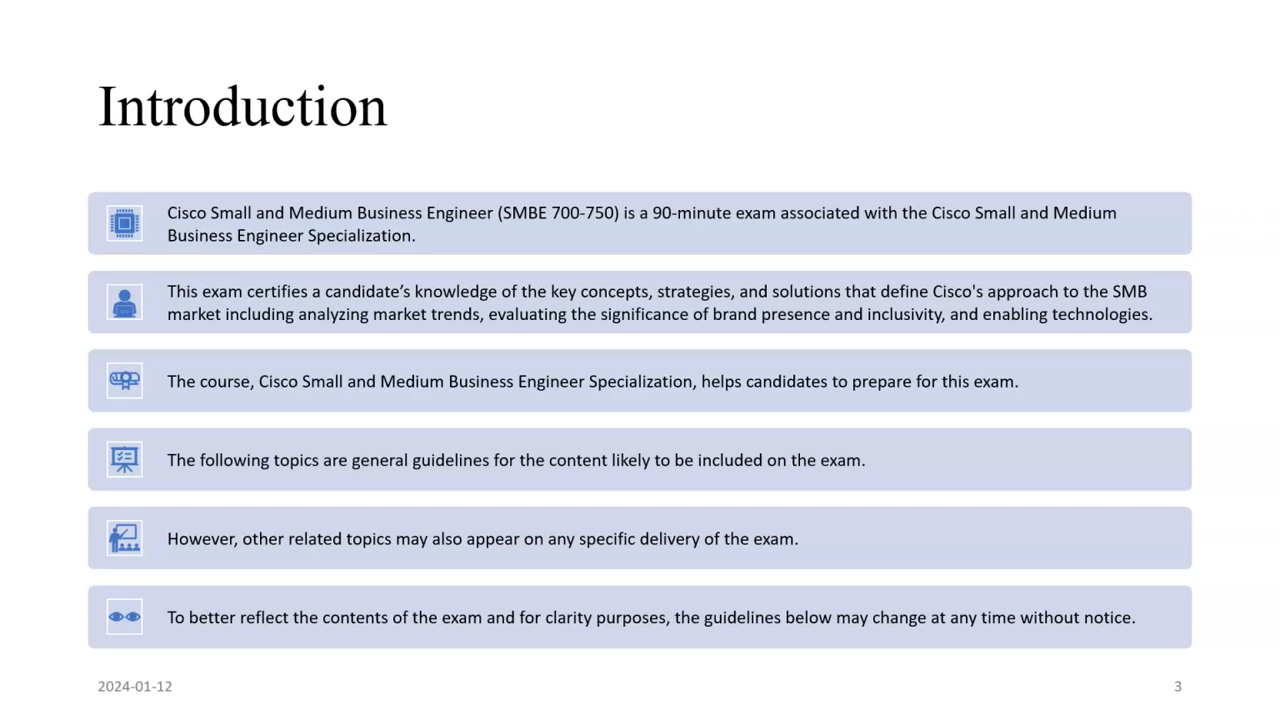 Introduction
Cisco Small and Medium Business Engineer (SMBE 700-750) is a 90-minute exam associated with the Cisco Small and Medium
Business Engineer Specialization.
This exam certifies a candidate’s knowledge of the key concepts, strategies, and solutions that define Cisco's approach to the SMB
market including analyzing market trends, evaluating the significance of brand presence and inclusivity, and enabling technologies.
The course, Cisco Small and Medium Business Engineer Specialization, helps candidates to prepare for this exam.
The following topics are general guidelines for the content likely to be included on the exam.
However, other related topics may also appear on any specific delivery of the exam.
To better reflect the contents of the exam and for clarity purposes, the guidelines below may change at any time without notice.
2024-01-12
3